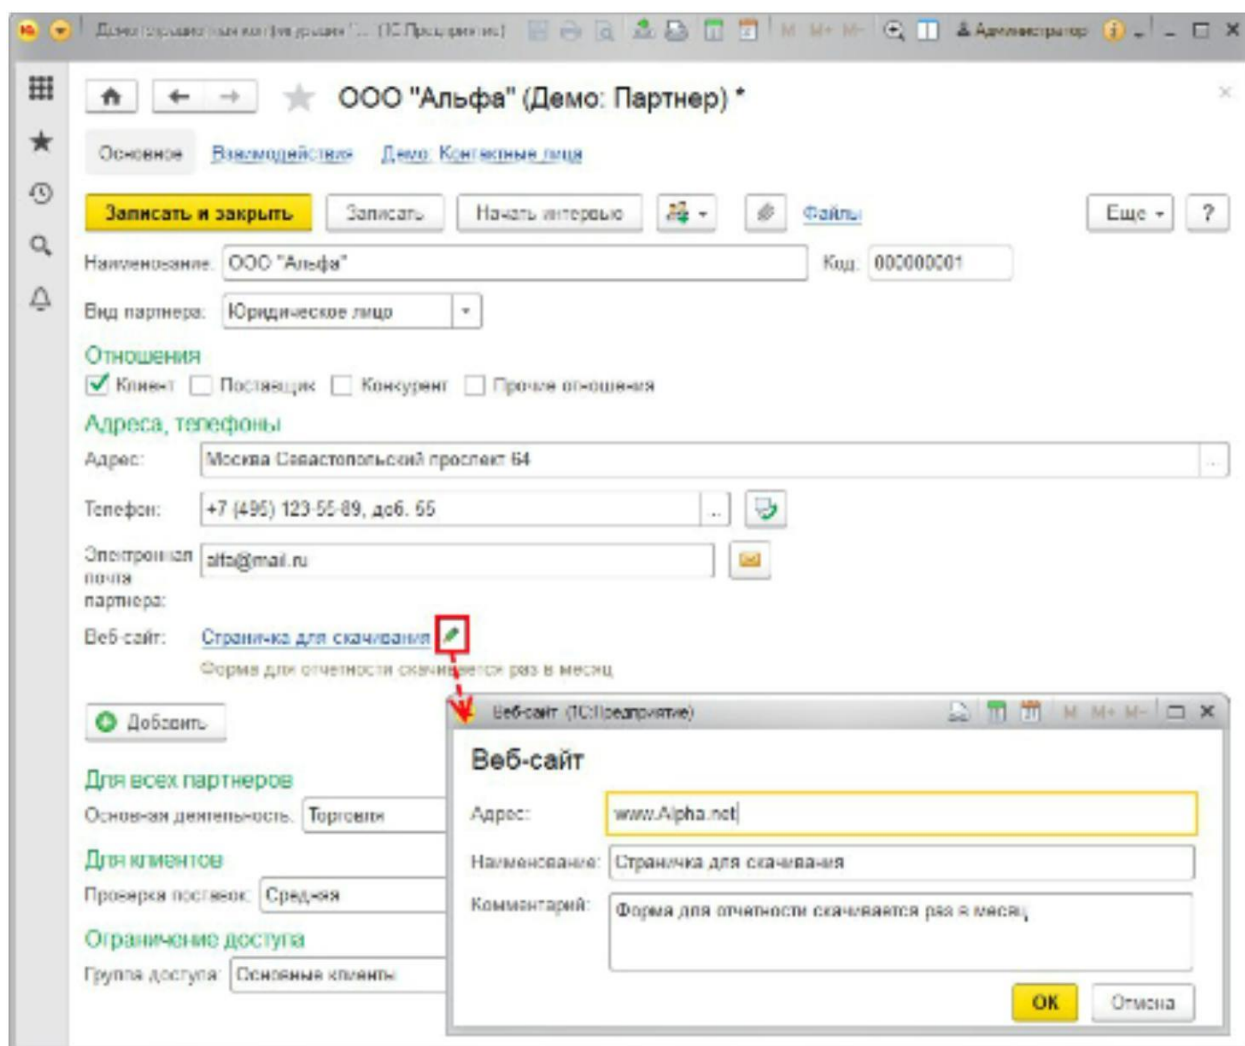 Демонстрационная конфигурация "... (1С:Предприятие) M M+ M- Администратор
ООО "Альфа" (Демо: Партнер) *
Основное Взаимодействия Демо: Контактные лица
Записать и закрыть Записать Начать интервью Файлы Еще ?
Наименование: ООО "Альфа" Код: 000000001
Вид партнера: Юридическое лицо
Отношения
Клиент Поставщик Конкурент Прочие отношения
Адреса, телефоны
Адрес: Москва Севастопольский проспект 64 ...
Телефон: +7 (495) 123-55-89, доб. 55 ...
Электронная почта партнера: alfa@mail.ru
Веб-сайт: Страничка для скачивания
Форма для отчетности скачивается раз в месяц
Добавить
Для всех партнеров
Основная деятельность: Торговля
Для клиентов
Проверка поставок: Средняя
Ограничение доступа
Группа доступа: Основные клиенты
Веб-сайт (1С:Предприятие) M M+ M-
Веб-сайт
Адрес: www.Alpha.net
Наименование: Страничка для скачивания
Комментарий: Форма для отчетности скачивается раз в месяц
ОК Отмена